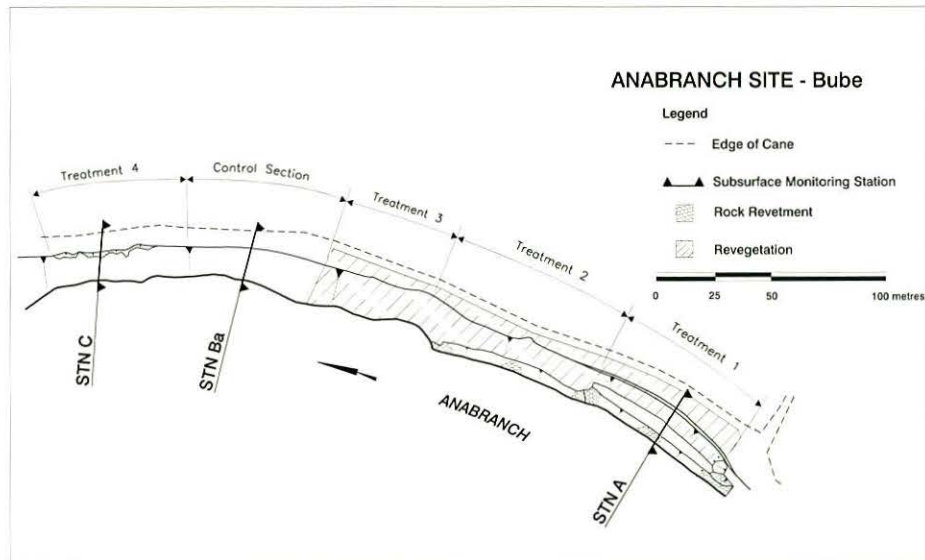 ANABRANCH SITE - Bube
Legend
Edge of Cane
Subsurface Monitoring Station
Rock Revetment
Revegetation
0 25 50 100 metres
Treatment 4
Control Section
Treatment 3
Treatment 2
Treatment 1
STN C
STN Ba
ANABRANCH
STN A